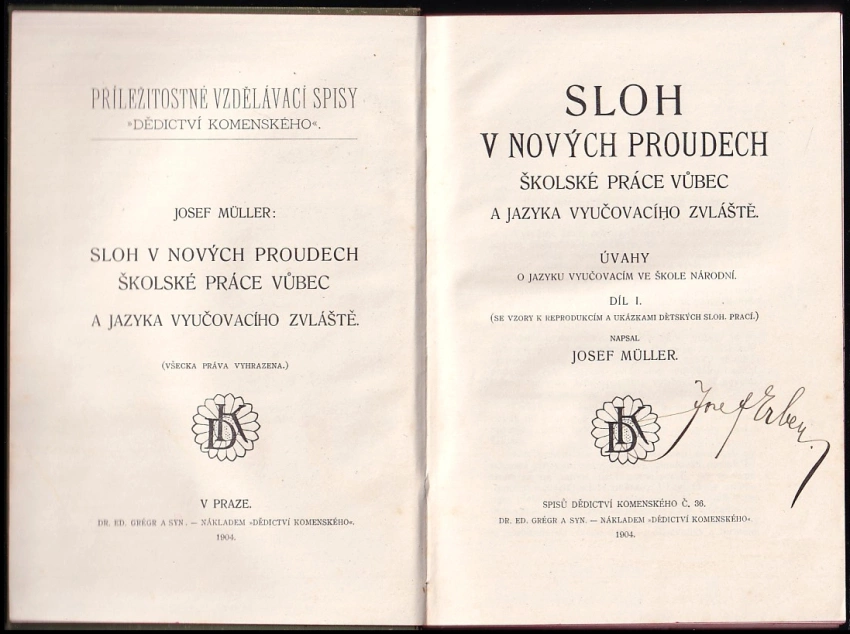 PŘÍLEŽITOSTNÉ VZDĚLÁVACÍ SPISY
»DĚDICTVÍ KOMENSKÉHO«.
JOSEF MÜLLER:
SLOH V NOVÝCH PROUDECH
ŠKOLSKÉ PRÁCE VŮBEC
A JAZYKA VYUČOVACÍHO ZVLÁŠTĚ.
(VŠECKA PRÁVA VYHRAZENA.)
DK
V PRAZE.
DR. ED. GRÉGR A SYN. — NÁKLADEM »DĚDICTVÍ KOMENSKÉHO«.
1904.
SLOH
V NOVÝCH PROUDECH
ŠKOLSKÉ PRÁCE VŮBEC
A JAZYKA VYUČOVACÍHO ZVLÁŠTĚ.
ÚVAHY
O JAZYKU VYUČOVACÍM VE ŠKOLE NÁRODNÍ.
DÍL I.
(SE VZORY K REPRODUKCÍM A UKÁZKAMI DĚTSKÝCH SLOH. PRACÍ.)
NAPSAL
JOSEF MÜLLER.
DK
Josef Erben.
SPISŮ DĚDICTVÍ KOMENSKÉHO Č. 36.
DR. ED. GRÉGR A SYN. — NÁKLADEM »DĚDICTVÍ KOMENSKÉHO«.
1904.